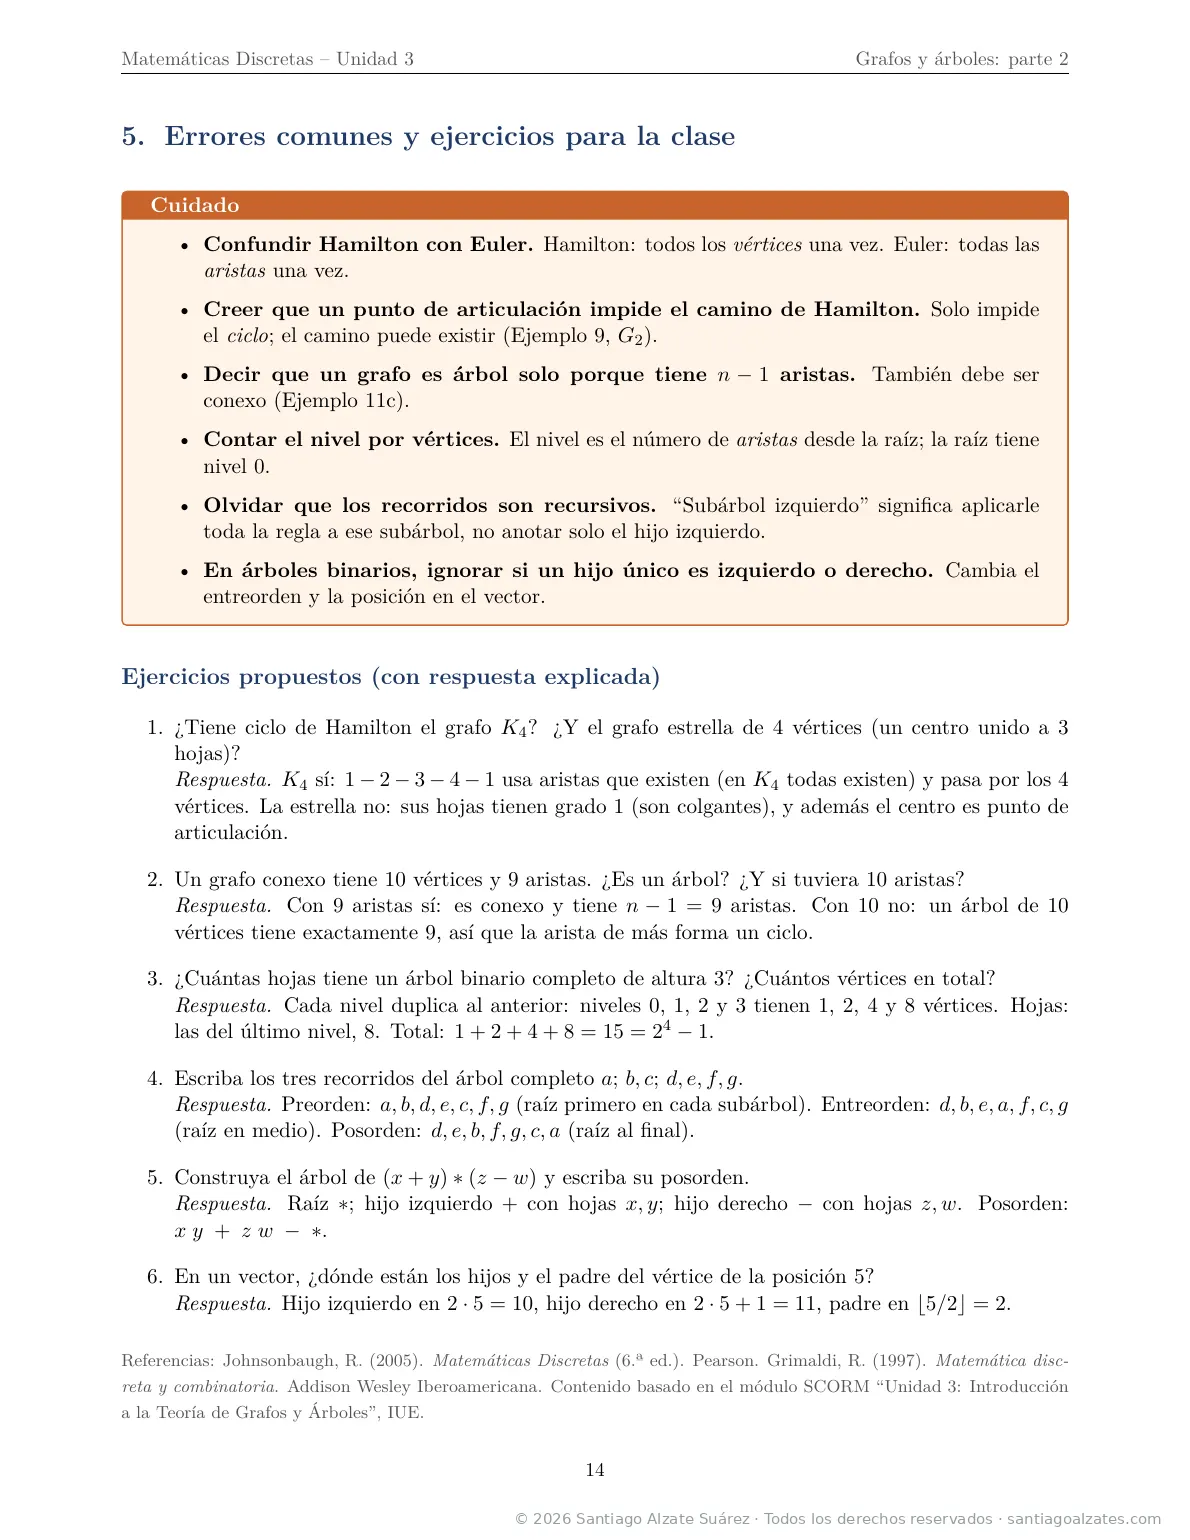 Matemáticas Discretas – Unidad 3
Grafos y árboles: parte 2
5. Errores comunes y ejercicios para la clase
Cuidado
• Confundir Hamilton con Euler. Hamilton: todos los vértices una vez. Euler: todas las
aristas una vez.
• Creer que un punto de articulación impide el camino de Hamilton. Solo impide
el ciclo; el camino puede existir (Ejemplo 9, G₂).
• Decir que un grafo es árbol solo porque tiene n − 1 aristas. También debe ser
conexo (Ejemplo 11c).
• Contar el nivel por vértices. El nivel es el número de aristas desde la raíz; la raíz tiene
nivel 0.
• Olvidar que los recorridos son recursivos. “Subárbol izquierdo” significa aplicarle
toda la regla a ese subárbol, no anotar solo el hijo izquierdo.
• En árboles binarios, ignorar si un hijo único es izquierdo o derecho. Cambia el
entreorden y la posición en el vector.
Ejercicios propuestos (con respuesta explicada)
1. ¿Tiene ciclo de Hamilton el grafo K₄? ¿Y el grafo estrella de 4 vértices (un centro unido a 3
hojas)?
Respuesta. K₄ sí: 1 − 2 − 3 − 4 − 1 usa aristas que existen (en K₄ todas existen) y pasa por los 4
vértices. La estrella no: sus hojas tienen grado 1 (son colgantes), y además el centro es punto de
articulación.
2. Un grafo conexo tiene 10 vértices y 9 aristas. ¿Es un árbol? ¿Y si tuviera 10 aristas?
Respuesta. Con 9 aristas sí: es conexo y tiene n − 1 = 9 aristas. Con 10 no: un árbol de 10
vértices tiene exactamente 9, así que la arista de más forma un ciclo.
3. ¿Cuántas hojas tiene un árbol binario completo de altura 3? ¿Cuántos vértices en total?
Respuesta. Cada nivel duplica al anterior: niveles 0, 1, 2 y 3 tienen 1, 2, 4 y 8 vértices. Hojas:
las del último nivel, 8. Total: 1 + 2 + 4 + 8 = 15 = 2⁴ − 1.
4. Escriba los tres recorridos del árbol completo a; b, c; d, e, f, g.
Respuesta. Preorden: a, b, d, e, c, f, g (raíz primero en cada subárbol). Entreorden: d, b, e, a, f, c, g
(raíz en medio). Posorden: d, e, b, f, g, c, a (raíz al final).
5. Construya el árbol de (x + y) ∗ (z − w) y escriba su posorden.
Respuesta. Raíz ∗; hijo izquierdo + con hojas x, y; hijo derecho − con hojas z, w. Posorden:
x y + z w − ∗.
6. En un vector, ¿dónde están los hijos y el padre del vértice de la posición 5?
Respuesta. Hijo izquierdo en 2 · 5 = 10, hijo derecho en 2 · 5 + 1 = 11, padre en ⌊5/2⌋ = 2.
Referencias: Johnsonbaugh, R. (2005). Matemáticas Discretas (6.ª ed.). Pearson. Grimaldi, R. (1997). Matemática disc-
reta y combinatoria. Addison Wesley Iberoamericana. Contenido basado en el módulo SCORM “Unidad 3: Introducción
a la Teoría de Grafos y Árboles”, IUE.
14
© 2026 Santiago Alzate Suárez · Todos los derechos reservados · santiagoalzates.com